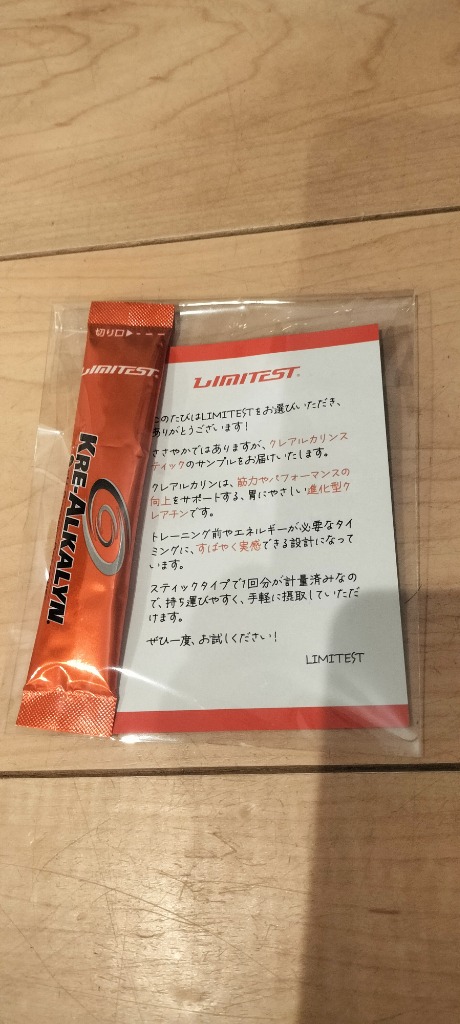 切り口▶---
LIMITEST
KRE-ALKALYN
LIMITEST®
このたびはLIMITESTをお選びいただき、
ありがとうございます！
ささやかではありますが、クレアルカリンス
ティックのサンプルをお届けいたします。
クレアルカリンは、筋力やパフォーマンスの
向上をサポートする、胃にやさしい進化型ク
レアチンです。
トレーニング前やエネルギーが必要なタイ
ミングに、すばやく実感できる設計になって
います。
スティックタイプで1回分が計量済みなの
で、持ち運びやすく、手軽に摂取していただ
けます。
ぜひ一度、お試しください！
LIMITEST